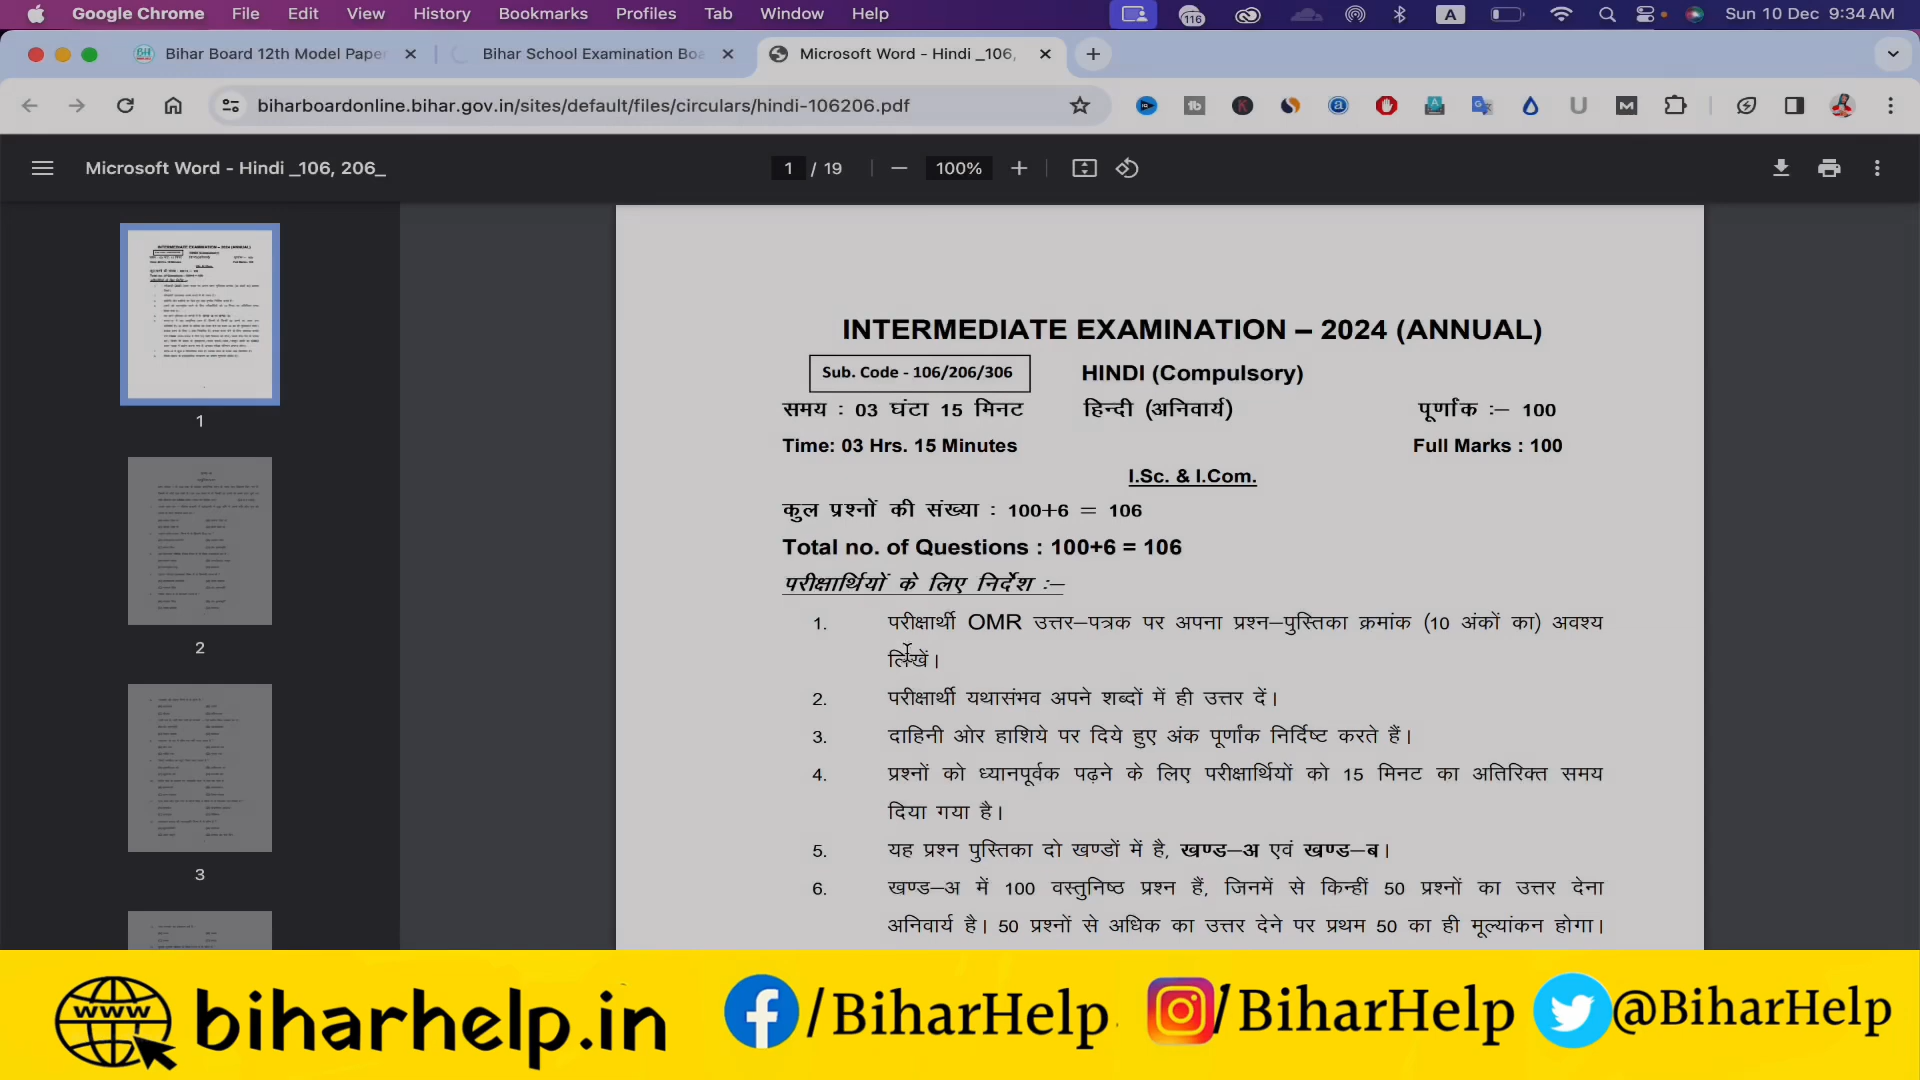 Google Chrome File Edit View History Bookmarks Profiles Tab Window Help 116 A Sun 10 Dec 9:34 AM
Bihar Board 12th Model Paper Bihar School Examination Boa Microsoft Word - Hindi _106,
biharboardonline.bihar.gov.in/sites/default/files/circulars/hindi-106206.pdf
Microsoft Word - Hindi _106, 206_ 1 / 19 100%
1
2
3
INTERMEDIATE EXAMINATION – 2024 (ANNUAL)
Sub. Code - 106/206/306 HINDI (Compulsory)
समय : 03 घंटा 15 मिनट हिन्दी (अनिवार्य) पूर्णांक :– 100
Time: 03 Hrs. 15 Minutes Full Marks : 100
I.Sc. & I.Com.
कुल प्रश्नों की संख्या : 100+6 = 106
Total no. of Questions : 100+6 = 106
परीक्षार्थियों के लिए निर्देश :–
1. परीक्षार्थी OMR उत्तर–पत्रक पर अपना प्रश्न–पुस्तिका क्रमांक (10 अंकों का) अवश्य
लिखें।
2. परीक्षार्थी यथासंभव अपने शब्दों में ही उत्तर दें।
3. दाहिनी ओर हाशिये पर दिये हुए अंक पूर्णांक निर्दिष्ट करते हैं।
4. प्रश्नों को ध्यानपूर्वक पढ़ने के लिए परीक्षार्थियों को 15 मिनट का अतिरिक्त समय
दिया गया है।
5. यह प्रश्न पुस्तिका दो खण्डों में है, खण्ड–अ एवं खण्ड–ब।
6. खण्ड–अ में 100 वस्तुनिष्ठ प्रश्न हैं, जिनमें से किन्हीं 50 प्रश्नों का उत्तर देना
अनिवार्य है। 50 प्रश्नों से अधिक का उत्तर देने पर प्रथम 50 का ही मूल्यांकन होगा।
www biharhelp.in /BiharHelp /BiharHelp @BiharHelp